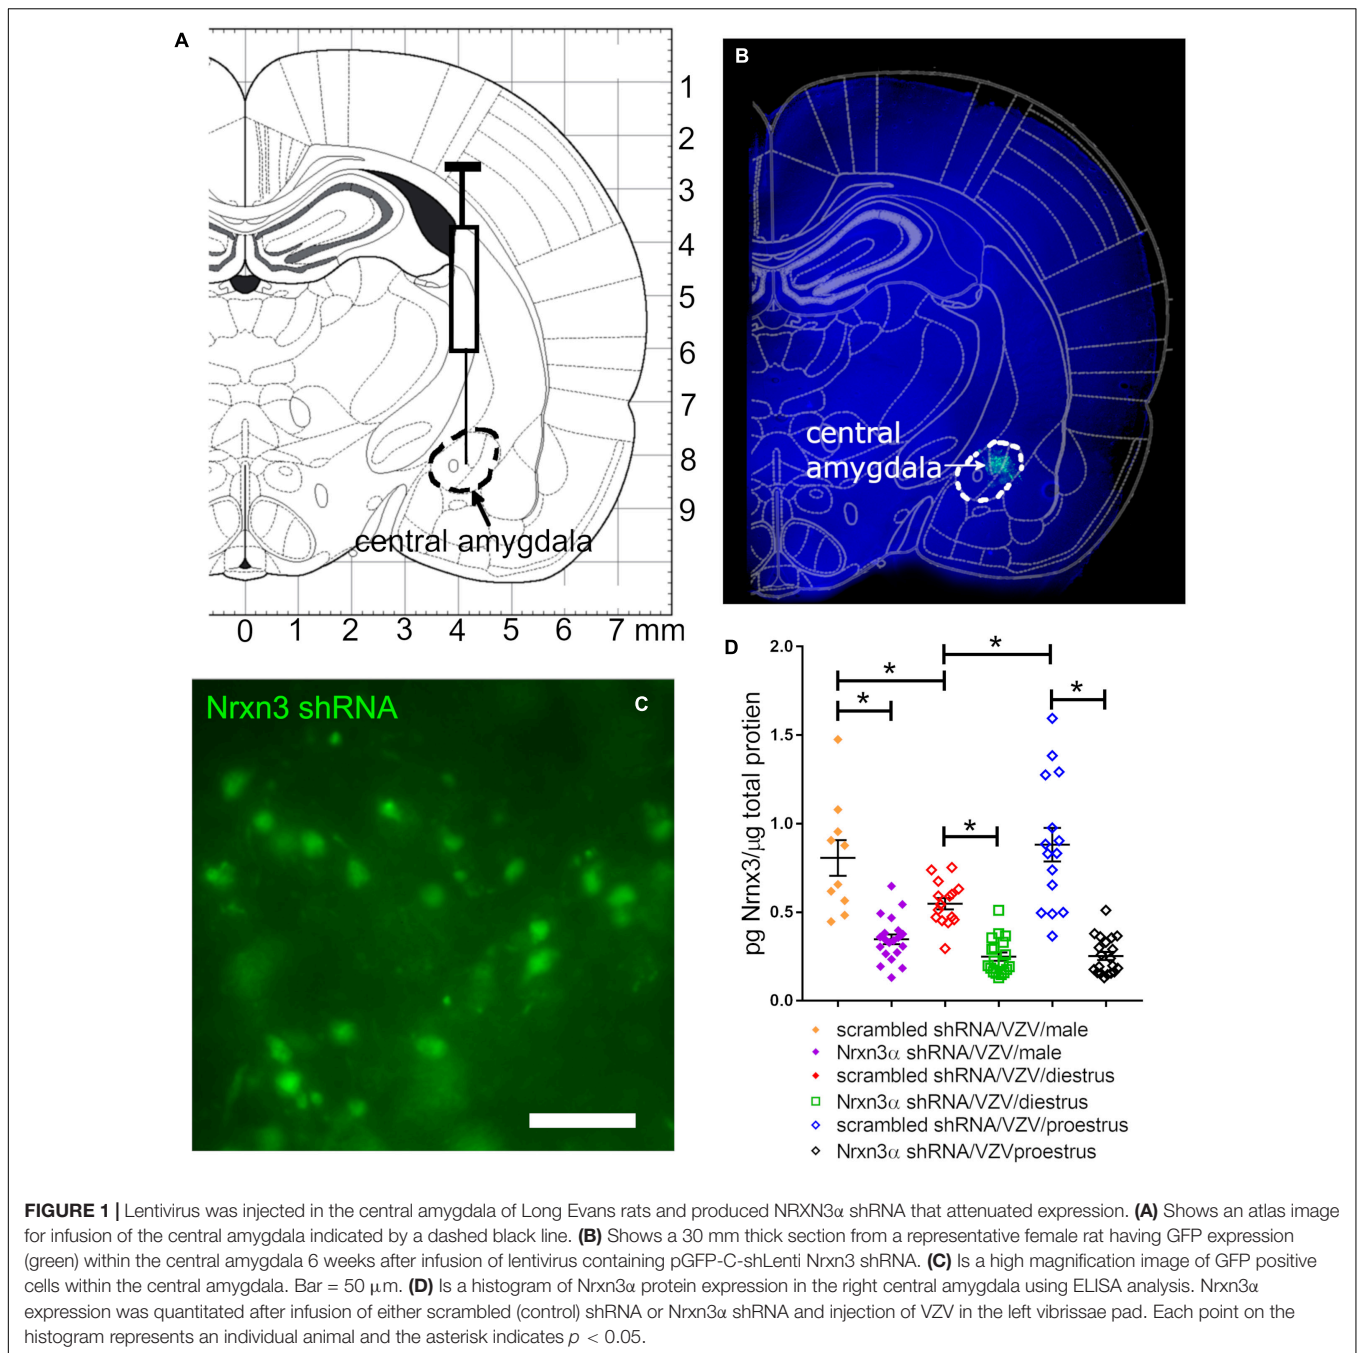 A
1
2
3
4
5
6
7
8
9
central amygdala
0 1 2 3 4 5 6 7 mm
B
central
amygdala
Nrxn3 shRNA
C
D
pg Nrnx3/μg total protien
2.0
1.5
1.0
0.5
0.0
* * * * *
scrambled shRNA/VZV/male
Nrxn3α shRNA/VZV/male
scrambled shRNA/VZV/diestrus
Nrxn3α shRNA/VZV/diestrus
scrambled shRNA/VZV/proestrus
Nrxn3α shRNA/VZVproestrus
FIGURE 1 | Lentivirus was injected in the central amygdala of Long Evans rats and produced NRXN3α shRNA that attenuated expression. (A) Shows an atlas image
for infusion of the central amygdala indicated by a dashed black line. (B) Shows a 30 mm thick section from a representative female rat having GFP expression
(green) within the central amygdala 6 weeks after infusion of lentivirus containing pGFP-C-shLenti Nrxn3 shRNA. (C) Is a high magnification image of GFP positive
cells within the central amygdala. Bar = 50 μm. (D) Is a histogram of Nrxn3α protein expression in the right central amygdala using ELISA analysis. Nrxn3α
expression was quantitated after infusion of either scrambled (control) shRNA or Nrxn3α shRNA and injection of VZV in the left vibrissae pad. Each point on the
histogram represents an individual animal and the asterisk indicates p < 0.05.